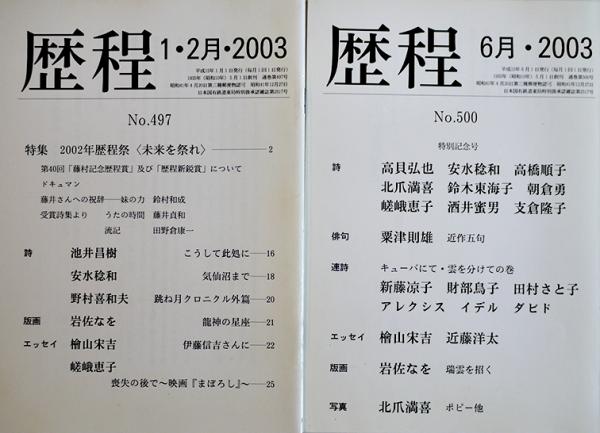 歴程 1・2月・2003
No.497
特集 2002年歴程祭〈未来を祭れ〉―――2
第40回「藤村記念歴程賞」及び「歴程新鋭賞」について
ドキュマン
藤井さんへの祝辞――妹の力 鈴村和成
受賞詩集より うたの時間 藤井貞和
流記 田野倉康一
詩 池井昌樹 こうして此処に――16
安水稔和 気仙沼まで――18
野村喜和夫 跳ね月クロニクル外篇――20
版画 岩佐なを 龍神の星座――21
エッセイ 檜山宋吉 伊藤信吉さんに――22
嵯峨恵子
喪失の後で～映画『まぼろし』～――25
歴程 6月・2003
No.500
特別記念号
詩 高貝弘也 安水稔和 高橋順子
北爪満喜 鈴木東海子 朝倉勇
嵯峨恵子 酒井蜜男 支倉隆子
俳句 粟津則雄 近作五句
連詩 キューバにて・雲を分けての巻
新藤凉子 財部鳥子 田村さと子
アレクシス イデル ダビド
エッセイ 檜山宋吉 近藤洋太
版画 岩佐なを 瑞雲を招く
写真 北爪満喜 ポピー他